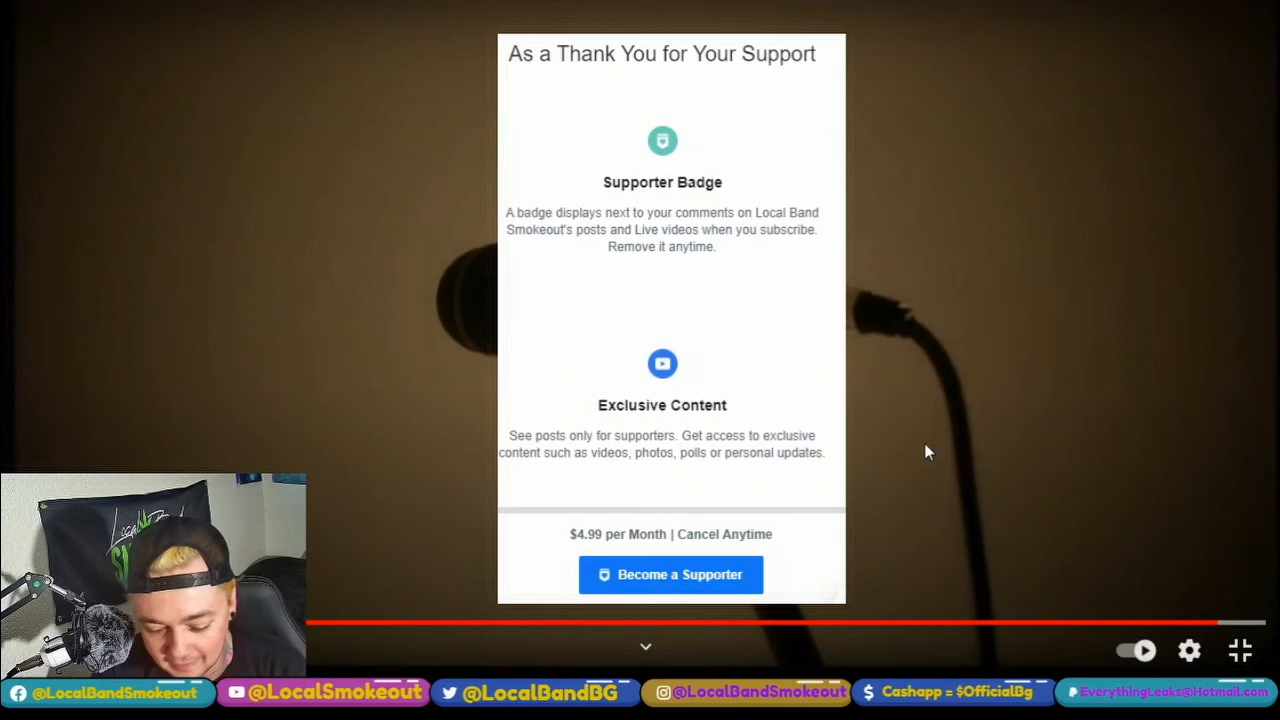 As a Thank You for Your Support
Supporter Badge
A badge displays next to your comments on Local Band
Smokeout's posts and Live videos when you subscribe.
Remove it anytime.
Exclusive Content
See posts only for supporters. Get access to exclusive
content such as videos, photos, polls or personal updates.
$4.99 per Month | Cancel Anytime
Become a Supporter
Local
@LocalBandSmokeout
@LocalSmokeout
@LocalBandBG
@LocalBandSmokeout
Cashapp = $OfficialBg
EverythingLeaks@Hotmail.com